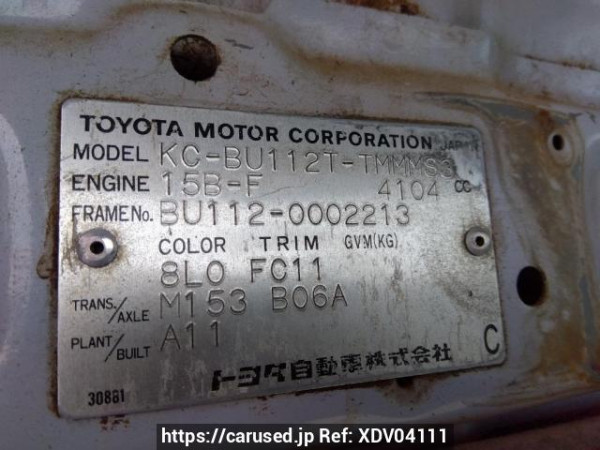 TOYOTA MOTOR CORPORATION JAPAN
MODEL KC-BU112T-TMMMS3
ENGINE 15B-F 4104 CC
FRAME No. BU112-0002213
COLOR TRIM GVM(KG)
8L0 FC11
TRANS./AXLE M153 B06A
PLANT/BUILT A11
トヨタ自動車株式会社 C
30881
https://carused.jp Ref: XDV04111